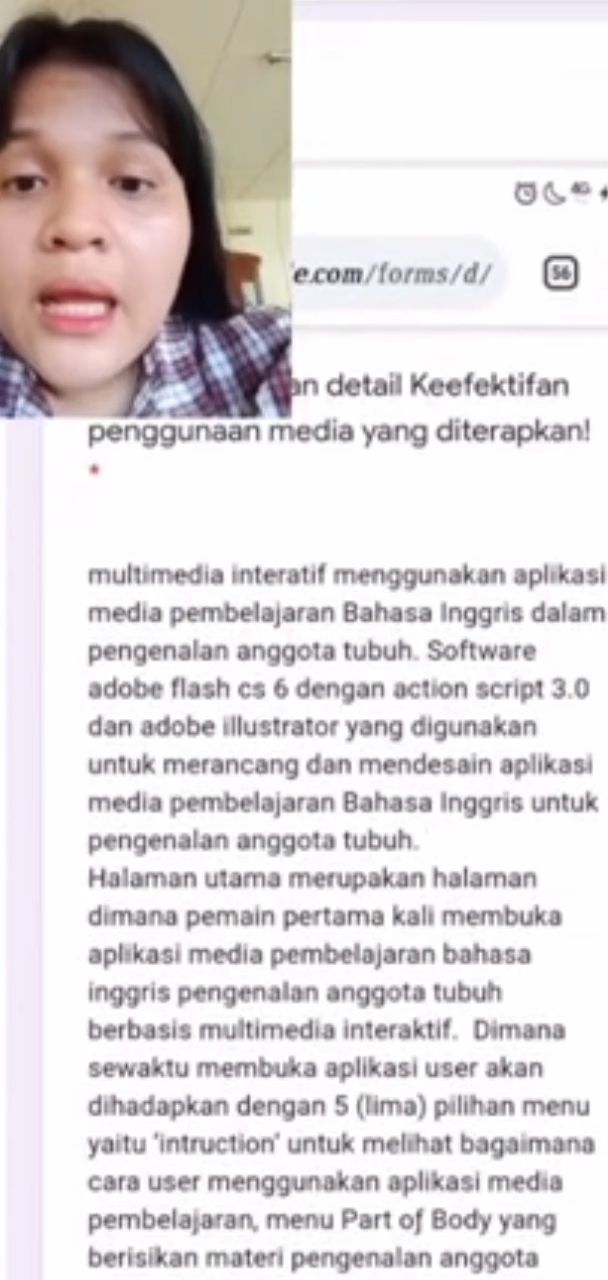 4G
e.com/forms/d/
56
an detail Keefektifan
penggunaan media yang diterapkan!
*
multimedia interatif menggunakan aplikasi
media pembelajaran Bahasa Inggris dalam
pengenalan anggota tubuh. Software
adobe flash cs 6 dengan action script 3.0
dan adobe illustrator yang digunakan
untuk merancang dan mendesain aplikasi
media pembelajaran Bahasa Inggris untuk
pengenalan anggota tubuh.
Halaman utama merupakan halaman
dimana pemain pertama kali membuka
aplikasi media pembelajaran bahasa
inggris pengenalan anggota tubuh
berbasis multimedia interaktif. Dimana
sewaktu membuka aplikasi user akan
dihadapkan dengan 5 (lima) pilihan menu
yaitu 'intruction' untuk melihat bagaimana
cara user menggunakan aplikasi media
pembelajaran, menu Part of Body yang
berisikan materi pengenalan anggota